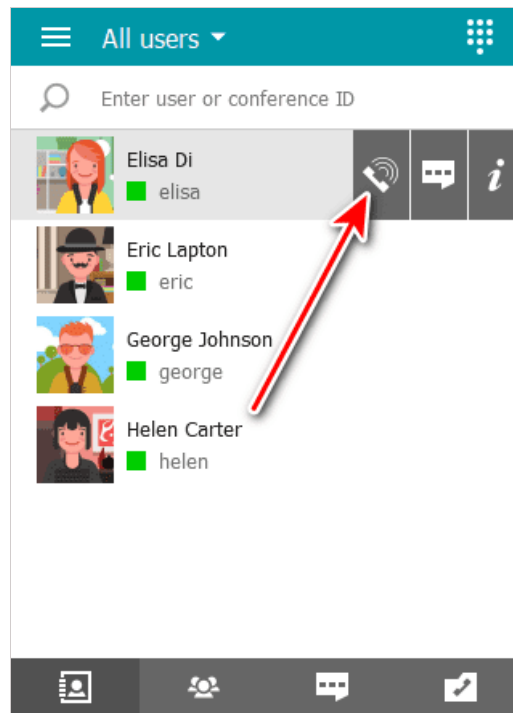 All users
Enter user or conference ID
Elisa Di
elisa
Eric Lapton
eric
George Johnson
george
Helen Carter
helen